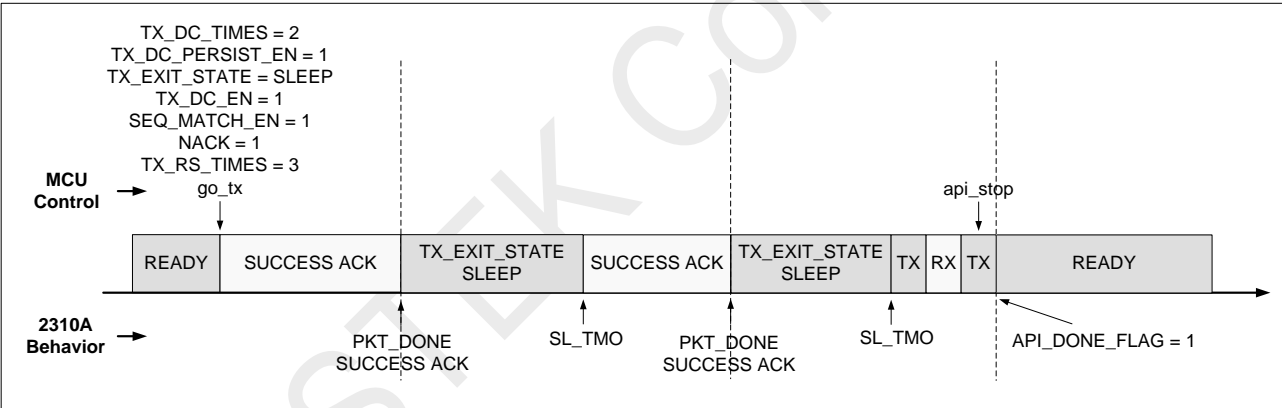 TX_DC_TIMES = 2
TX_DC_PERSIST_EN = 1
TX_EXIT_STATE = SLEEP
TX_DC_EN = 1
SEQ_MATCH_EN = 1
NACK = 1
TX_RS_TIMES = 3
MCU
Control
go_tx
api_stop
READY
SUCCESS ACK
TX_EXIT_STATE
SLEEP
SUCCESS ACK
TX_EXIT_STATE
SLEEP
TX
RX
TX
READY
2310A
Behavior
PKT_DONE
SUCCESS ACK
SL_TMO
PKT_DONE
SUCCESS ACK
SL_TMO
API_DONE_FLAG = 1